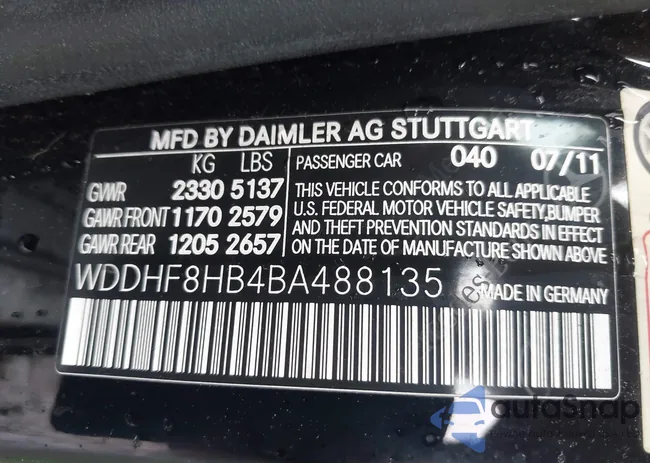 MFD BY DAIMLER AG STUTTGART
KG LBS PASSENGER CAR 040 07/11
GVWR 2330 5137 THIS VEHICLE CONFORMS TO ALL APPLICABLE
GAWR FRONT 1170 2579 U.S. FEDERAL MOTOR VEHICLE SAFETY, BUMPER
AND THEFT PREVENTION STANDARDS IN EFFECT
GAWR REAR 1205 2657 ON THE DATE OF MANUFACTURE SHOWN ABOVE
WDDHF8HB4BA488135 MADE IN GERMANY
autoSnap